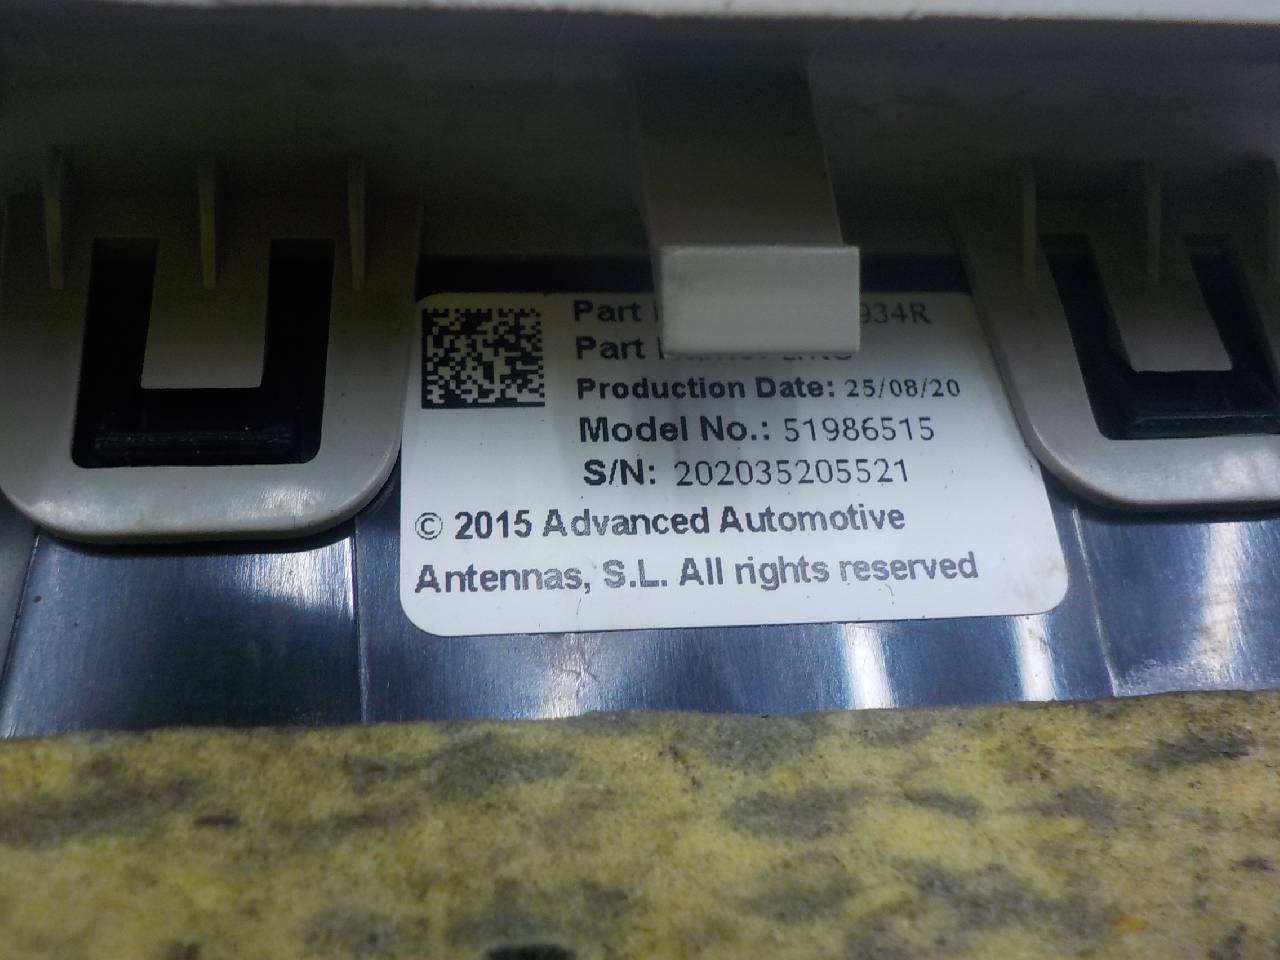 Part 934R
Part
Production Date: 25/08/20
Model No.: 51986515
S/N: 202035205521
© 2015 Advanced Automotive
Antennas, S.L. All rights reserved